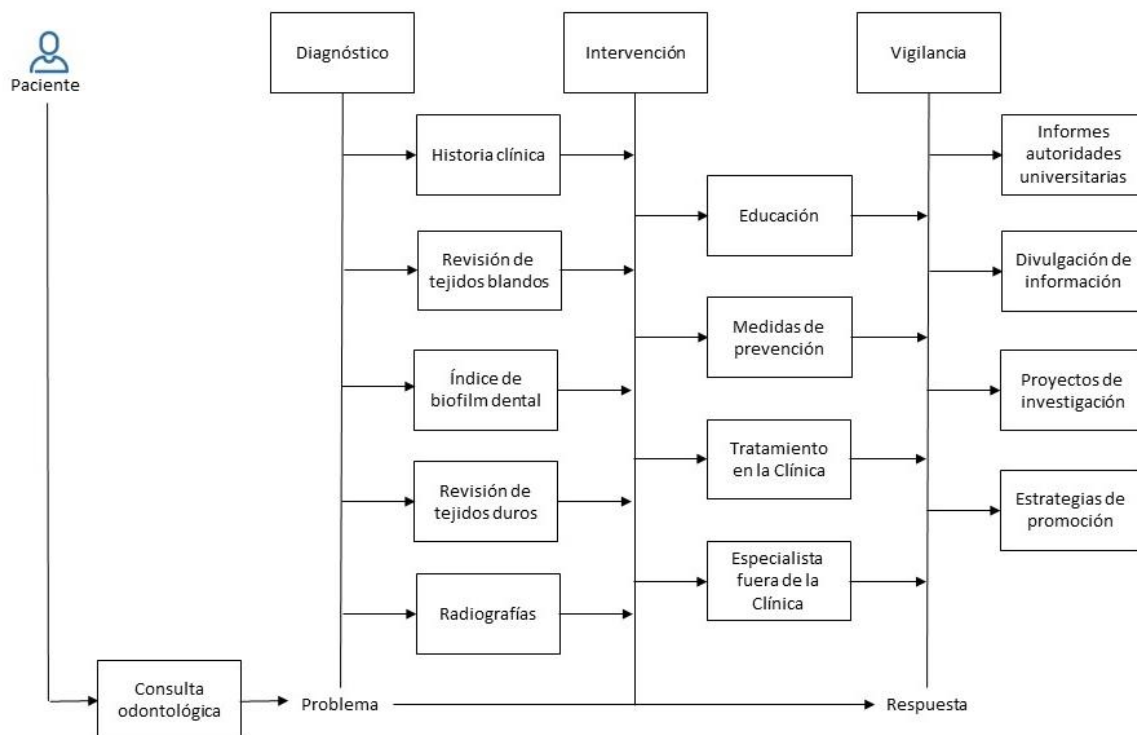 Paciente
Diagnóstico
Intervención
Vigilancia
Historia clínica
Revisión de
tejidos blandos
Índice de
biofilm dental
Revisión de
tejidos duros
Radiografías
Educación
Medidas de
prevención
Tratamiento
en la Clínica
Especialista
fuera de la
Clínica
Informes
autoridades
universitarias
Divulgación de
información
Proyectos de
investigación
Estrategias de
promoción
Consulta
odontológica
Problema
Respuesta